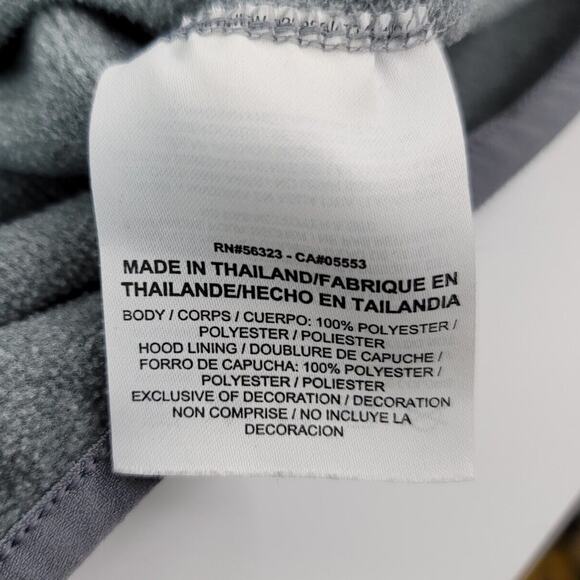 RN#56323 - CA#05553
MADE IN THAILAND/FABRIQUE EN
THAILANDE/HECHO EN TAILANDIA
BODY / CORPS / CUERPO: 100% POLYESTER /
POLYESTER / POLIESTER
HOOD LINING / DOUBLURE DE CAPUCHE /
FORRO DE CAPUCHA: 100% POLYESTER /
POLYESTER / POLIESTER
EXCLUSIVE OF DECORATION / DECORATION
NON COMPRISE / NO INCLUYE LA
DECORACION